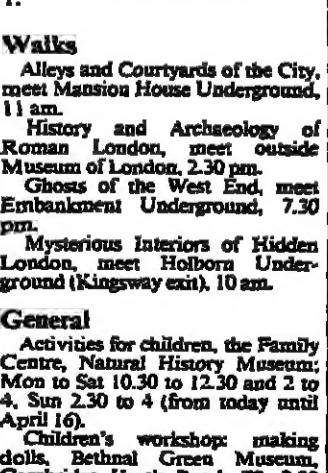 Walks
Alleys and Courtyards of the City,
meet Mansion House Underground,
11 am.
History and Archaeology of
Roman London, meet outside
Museum of London, 2.30 pm.
Ghosts of the West End, meet
Embankment Underground, 7.30
pm.
Mysterious Interiors of Hidden
London, meet Holborn Under-
ground (Kingsway exit), 10 am.
General
Activities for children, the Family
Centre, Natural History Museum;
Mon to Sat 10.30 to 12.30 and 2 to
4, Sun 2.30 to 4 (from today until
April 16).
Children's workshop: making
dolls, Bethnal Green Museum,